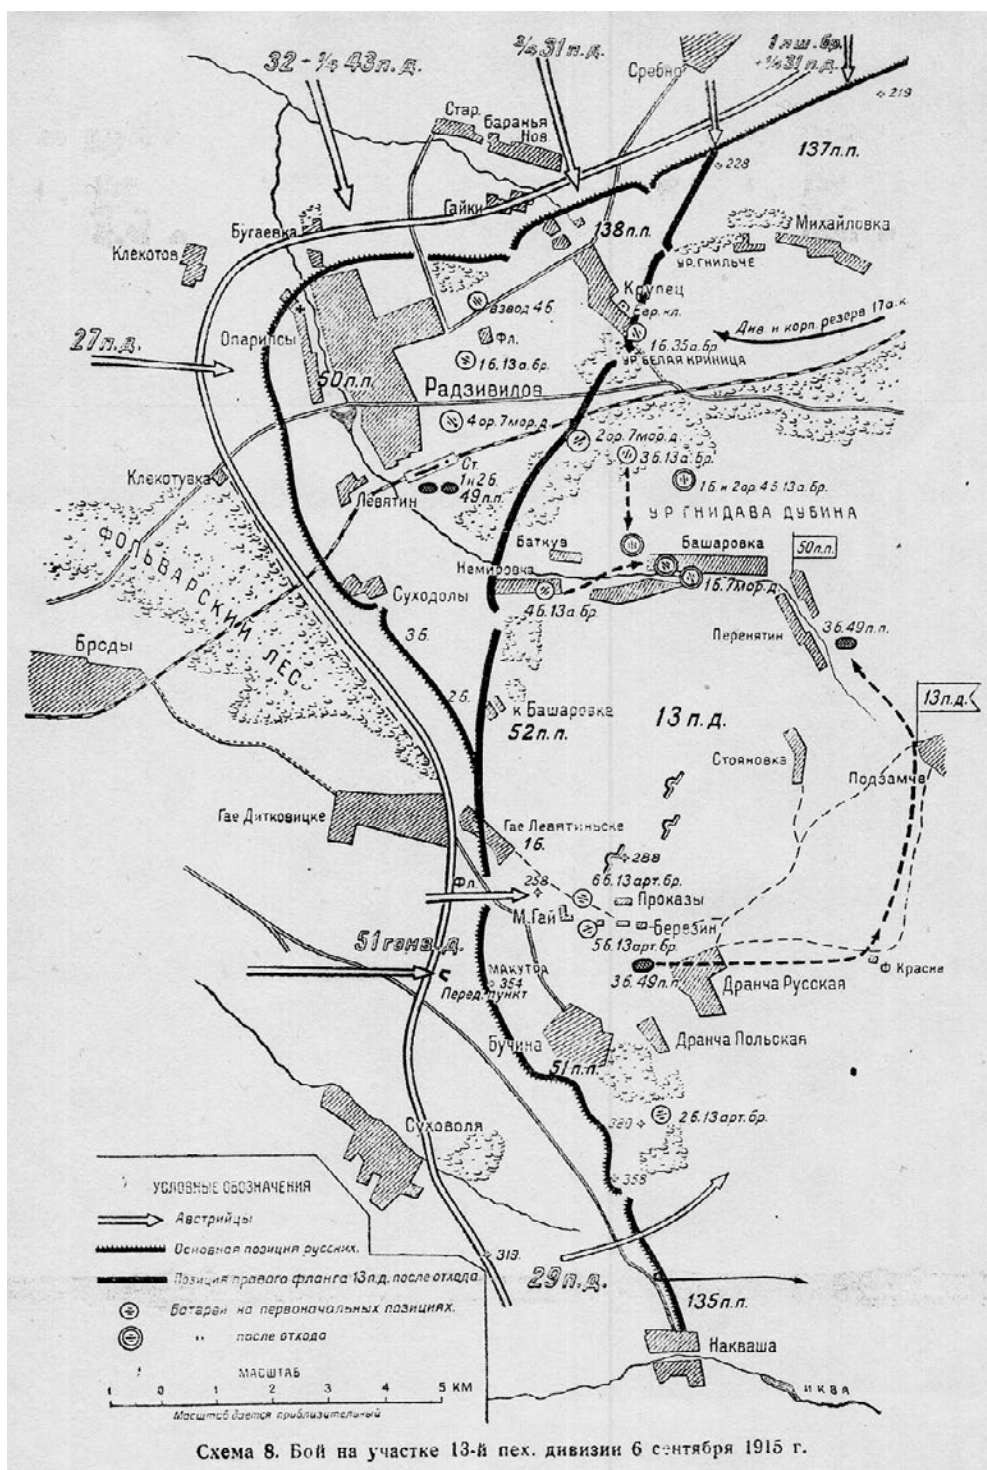 32 + ¼ 43 п.д.
¾ 31 п.д.
Сребно
1 лш. бр.
+ ¼ 31 п.д.
219
137 п.п.
228
Стар.
Баранья
Нов.
Гайки
Бугаевка
Клекотов
138 п.п.
Михайловка
УР. ГНИЛЬЧЕ
Крупец
Евр. кл.
Див. и корп. резерв 17 а.к.
взвод 4 б.
Фл.
1 б. 35 а. бр.
УР. БЕЛАЯ КРИНИЦА
27 п.д.
Опарипсы
50 п.п.
1 б. 13 а. бр.
Радзивилов
4 ор. 7 мор. д.
2 ор. 7 мор. д.
3 б. 13 а. бр.
Ст.
1 и 2 б.
49 п.п.
1 б. и 2 ор. 4 б. 13 а. бр.
Клекотувка
Левятин
УР. ГНИДАВА ДУБИНА
Баткув
Башаровка
50 п.п.
Немировка
ФОЛЬВАРСКИЙ ЛЕС
Суходолы
4 б. 13 а. бр.
1 б. 7 мор. д.
3 б.
Перенятин
3 б. 49 п.п.
Броды
2 б.
к Башаровка
52 п.п.
13 п.д.
13 п.д.
Стояновка
Подзамче
Гае Дитковицке
Гае Левятиньске
1 б.
288
Фл.
258
6 б. 13 арт. бр.
Проказы
М. Гай
Березин
51 гонв. д.
5 б. 13 арт. бр.
МАКУТРА
354
3 б. 49 п.п.
Дранча Русская
Ф. Краске
Перед. пункт
Бучина
Дранча Польская
51 п.п.
Суховоля
380
2 б. 13 арт. бр.
358
313
29 п.д.
135 п.п.
Накваша
ИКВА
УСЛОВНЫЕ ОБОЗНАЧЕНИЯ
Австрийцы
Основная позиция русских.
Позиция правого фланга 13 п.д. после отхода.
Батареи на первоначальных позициях.
" после отхода
МАСШТАБ
1 0 1 2 3 4 5 КМ
Масштаб дается приблизительный
Схема 8. Бой на участке 13-й пех. дивизии 6 сентября 1915 г.